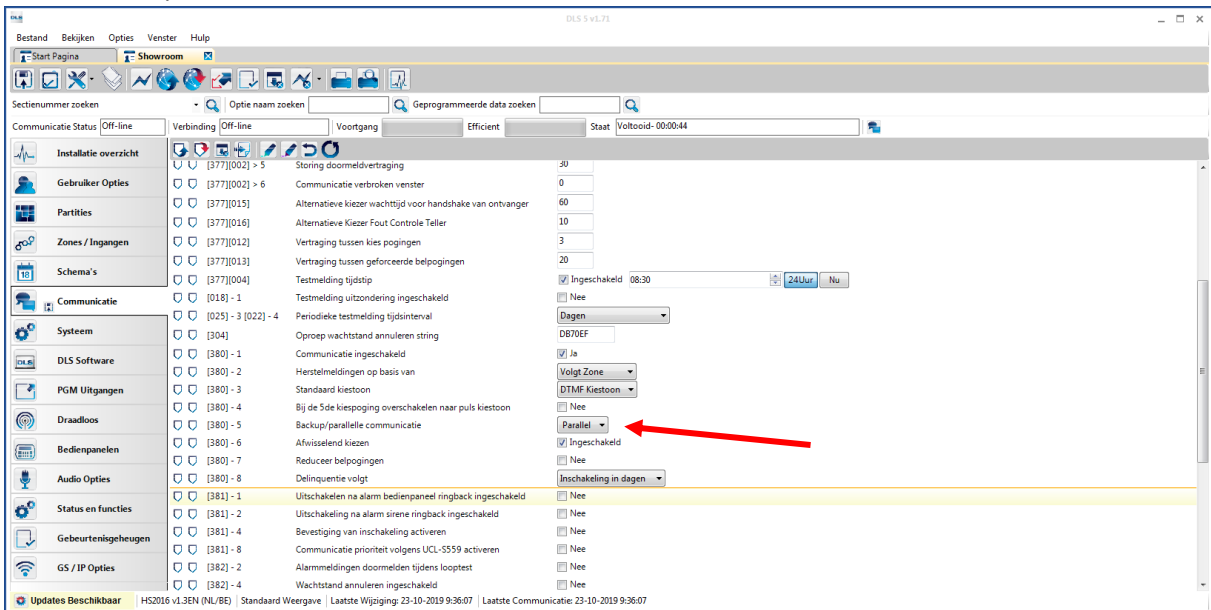 DLS 5 v1.71
Bestand Bekijken Opties Venster Hulp
Start Pagina Showroom
Sectienummer zoeken Optie naam zoeken Geprogrammeerde data zoeken
Communicatie Status Off-line Verbinding Off-line Voortgang Efficient Staat Voltooid- 00:00:44
Installatie overzicht
Gebruiker Opties
Partities
Zones / Ingangen
18 Schema's
Communicatie
Systeem
DLS DLS Software
PGM Uitgangen
Draadloos
Bedienpanelen
Audio Opties
Status en functies
Gebeurtenisgeheugen
GS / IP Opties
[377][002] > 5 Storing doormeldvertraging 30
[377][002] > 6 Communicatie verbroken venster 0
[377][015] Alternatieve kiezer wachttijd voor handshake van ontvanger 60
[377][016] Alternatieve Kiezer Fout Controle Teller 10
[377][012] Vertraging tussen kies pogingen 3
[377][013] Vertraging tussen geforceerde belpogingen 20
[377][004] Testmelding tijdstip Ingeschakeld 08:30 24Uur Nu
[018] - 1 Testmelding uitzondering ingeschakeld Nee
[025] - 3 [022] - 4 Periodieke testmelding tijdsinterval Dagen
[304] Oproep wachtstand annuleren string DB70EF
[380] - 1 Communicatie ingeschakeld Ja
[380] - 2 Herstelmeldingen op basis van Volgt Zone
[380] - 3 Standaard kiestoon DTMF Kiestoon
[380] - 4 Bij de 5de kiespoging overschakelen naar puls kiestoon Nee
[380] - 5 Backup/parallelle communicatie Parallel
[380] - 6 Afwisselend kiezen Ingeschakeld
[380] - 7 Reduceer belpogingen Nee
[380] - 8 Delinquentie volgt Inschakeling in dagen
[381] - 1 Uitschakelen na alarm bedienpaneel ringback ingeschakeld Nee
[381] - 2 Uitschakeling na alarm sirene ringback ingeschakeld Nee
[381] - 4 Bevestiging van inschakeling activeren Nee
[381] - 8 Communicatie prioriteit volgens UCL-S559 activeren Nee
[382] - 2 Alarmmeldingen doormelden tijdens looptest Nee
[382] - 4 Wachtstand annuleren ingeschakeld Nee
Updates Beschikbaar HS2016 v1.3EN (NL/BE) Standaard Weergave Laatste Wijziging: 23-10-2019 9:36:07 Laatste Communicatie: 23-10-2019 9:36:07